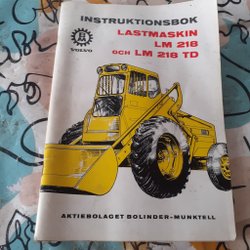 INSTRUKTIONSBOK
LASTMASKIN
LM 218
OCH LM 218 TD
VOLVO
AKTIEBOLAGET BOLINDER-MUNKTELL